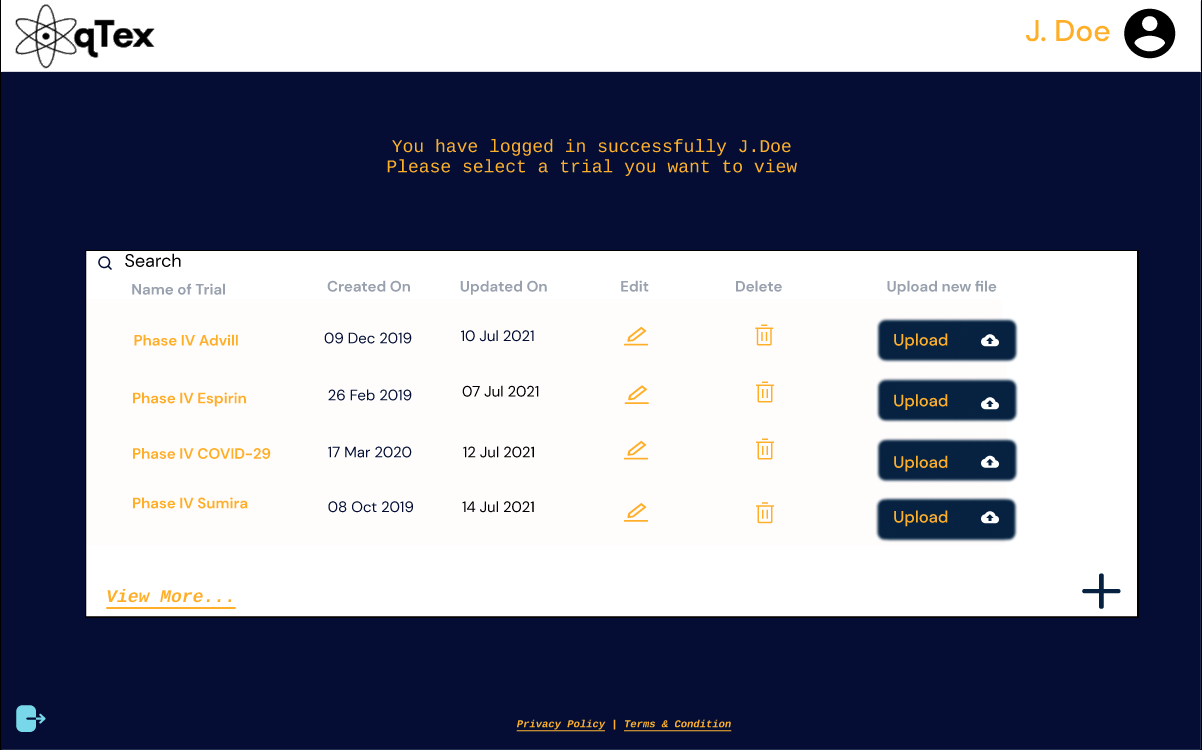 qTex
J. Doe
You have logged in successfully J.Doe
Please select a trial you want to view
Search
Name of Trial Created On Updated On Edit Delete Upload new file
Phase IV Advill 09 Dec 2019 10 Jul 2021 Upload
Phase IV Espirin 26 Feb 2019 07 Jul 2021 Upload
Phase IV COVID-29 17 Mar 2020 12 Jul 2021 Upload
Phase IV Sumira 08 Oct 2019 14 Jul 2021 Upload
View More...
Privacy Policy | Terms & Condition